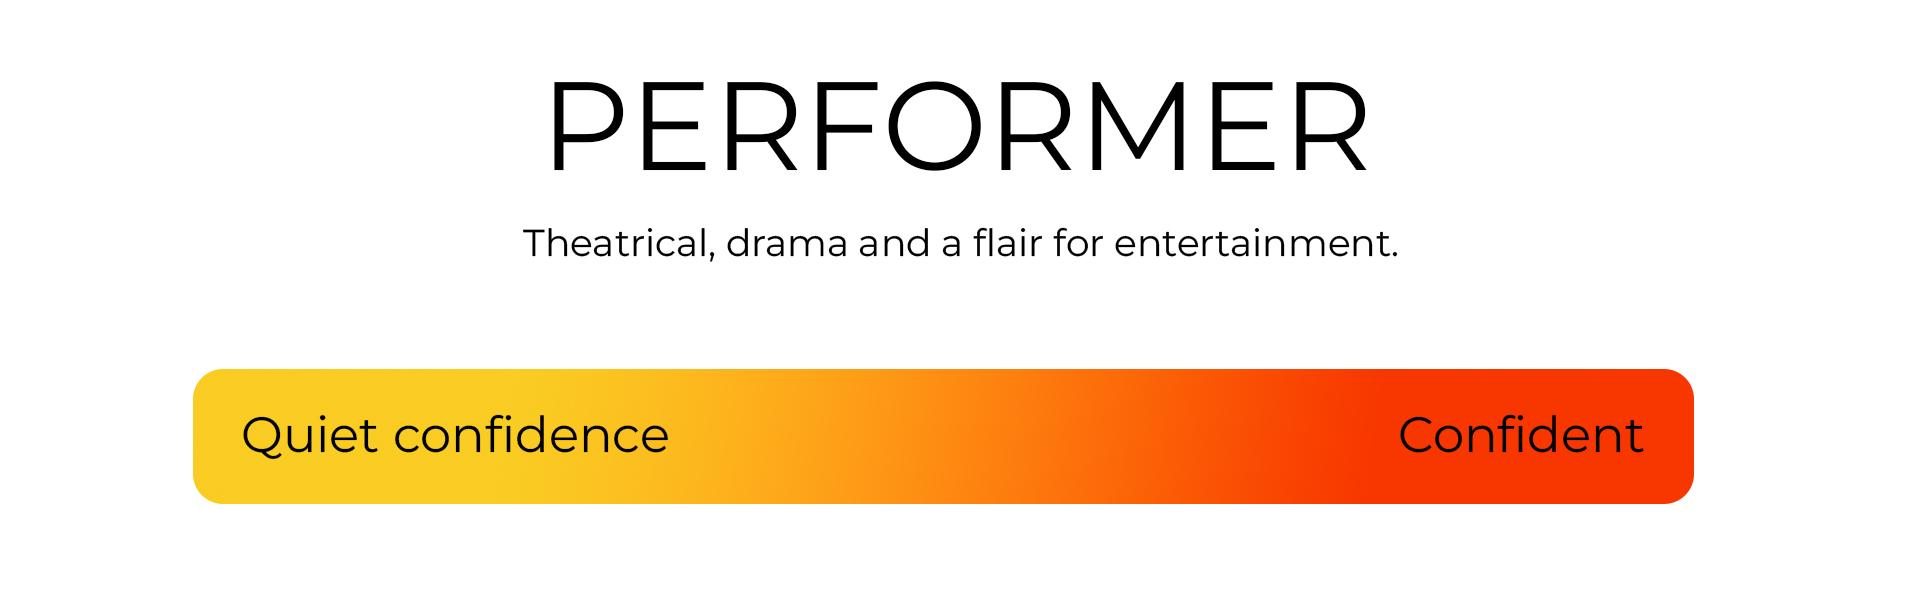 PERFORMER
Theatrical, drama and a flair for entertainment.
Quiet confidence
Confident